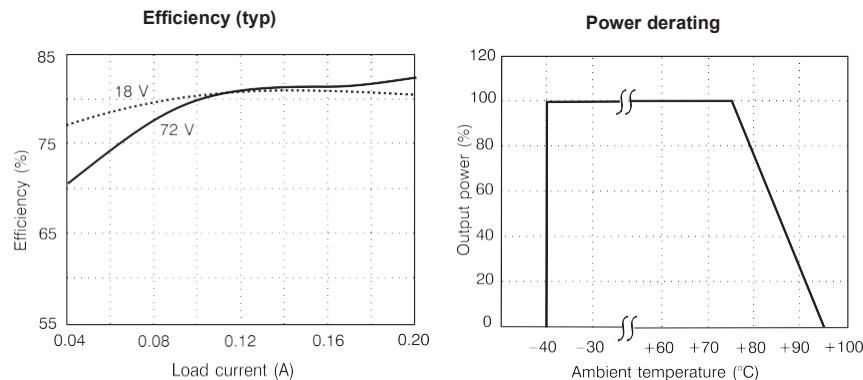 Efficiency (typ)
85
75
65
55
Efficiency (%)
18 V
72 V
0.04 0.08 0.12 0.16 0.20
Load current (A)
Power derating
120
100
80
60
40
20
0
Output power (%)
−40 -30 +60 +70 +80 +90 +100
Ambient temperature (°C)